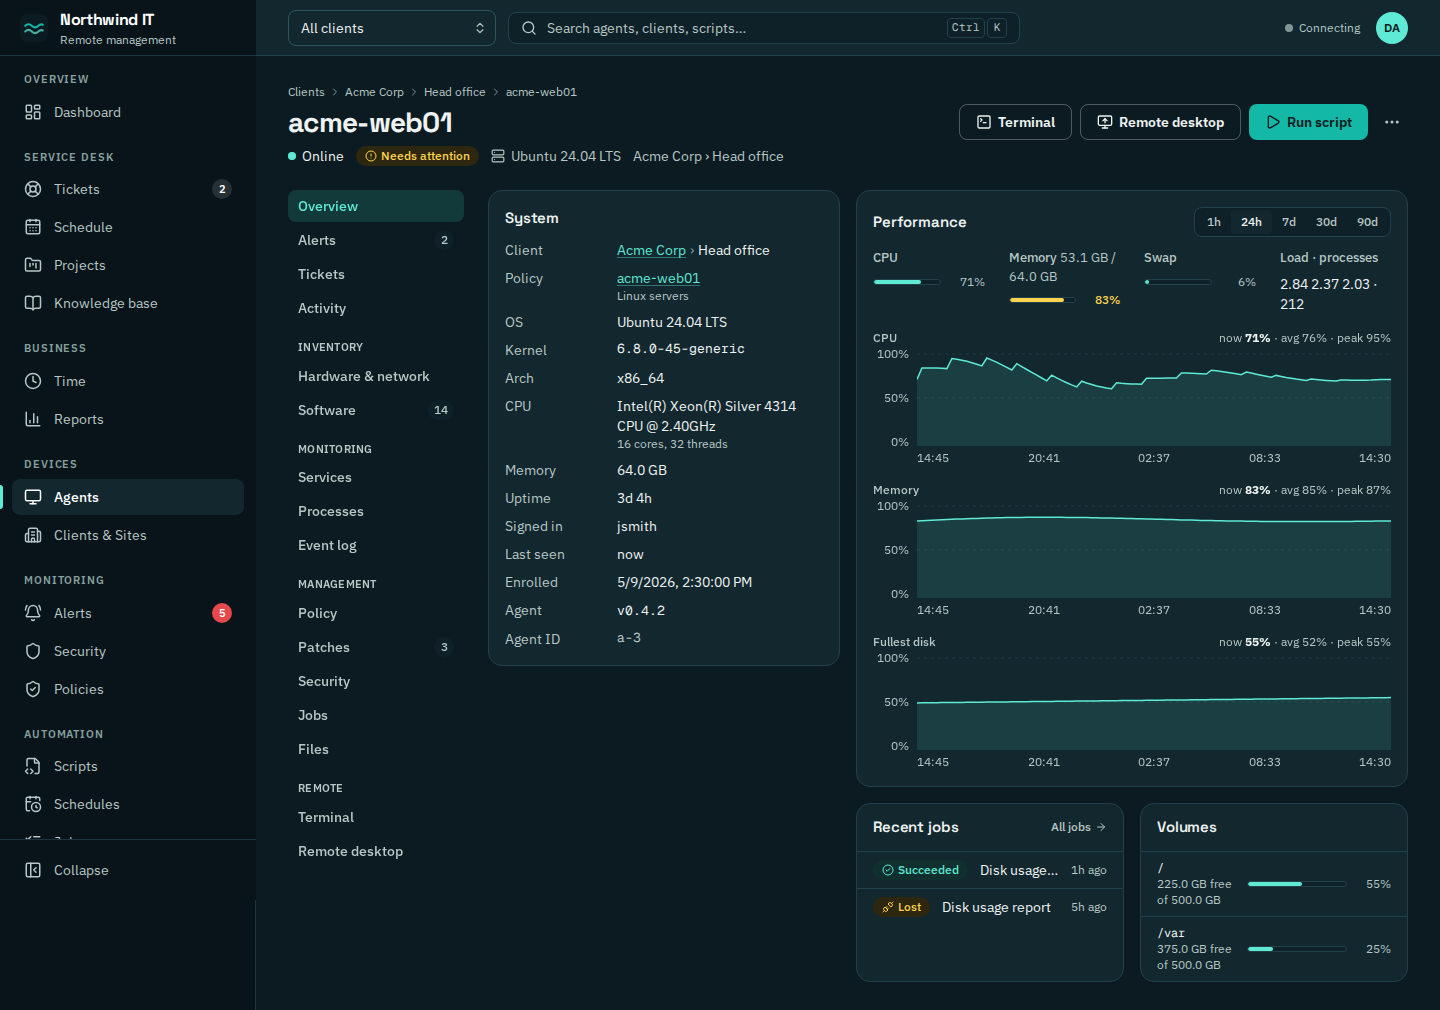 Northwind IT
Remote management
All clients
Search agents, clients, scripts...
Ctrl K
Connecting
DA
OVERVIEW
Dashboard
SERVICE DESK
Tickets 2
Schedule
Projects
Knowledge base
BUSINESS
Time
Reports
DEVICES
Agents
Clients & Sites
MONITORING
Alerts 5
Security
Policies
AUTOMATION
Scripts
Schedules
Collapse
Clients > Acme Corp > Head office > acme-web01
acme-web01
Online Needs attention Ubuntu 24.04 LTS Acme Corp › Head office
Terminal
Remote desktop
Run script
Overview
Alerts 2
Tickets
Activity
INVENTORY
Hardware & network
Software 14
MONITORING
Services
Processes
Event log
MANAGEMENT
Policy
Patches 3
Security
Jobs
Files
REMOTE
Terminal
Remote desktop
System
Client Acme Corp › Head office
Policy acme-web01
Linux servers
OS Ubuntu 24.04 LTS
Kernel 6.8.0-45-generic
Arch x86_64
CPU Intel(R) Xeon(R) Silver 4314
CPU @ 2.40GHz
16 cores, 32 threads
Memory 64.0 GB
Uptime 3d 4h
Signed in jsmith
Last seen now
Enrolled 5/9/2026, 2:30:00 PM
Agent v0.4.2
Agent ID a-3
Performance
1h 24h 7d 30d 90d
CPU
71%
Memory 53.1 GB /
64.0 GB
83%
Swap
6%
Load · processes
2.84 2.37 2.03 ·
212
CPU now 71% · avg 76% · peak 95%
100%
50%
0%
14:45 20:41 02:37 08:33 14:30
Memory now 83% · avg 85% · peak 87%
100%
50%
0%
14:45 20:41 02:37 08:33 14:30
Fullest disk now 55% · avg 52% · peak 55%
100%
50%
0%
14:45 20:41 02:37 08:33 14:30
Recent jobs All jobs
Succeeded Disk usage... 1h ago
Lost Disk usage report 5h ago
Volumes
/
225.0 GB free
of 500.0 GB
55%
/var
375.0 GB free
of 500.0 GB
25%